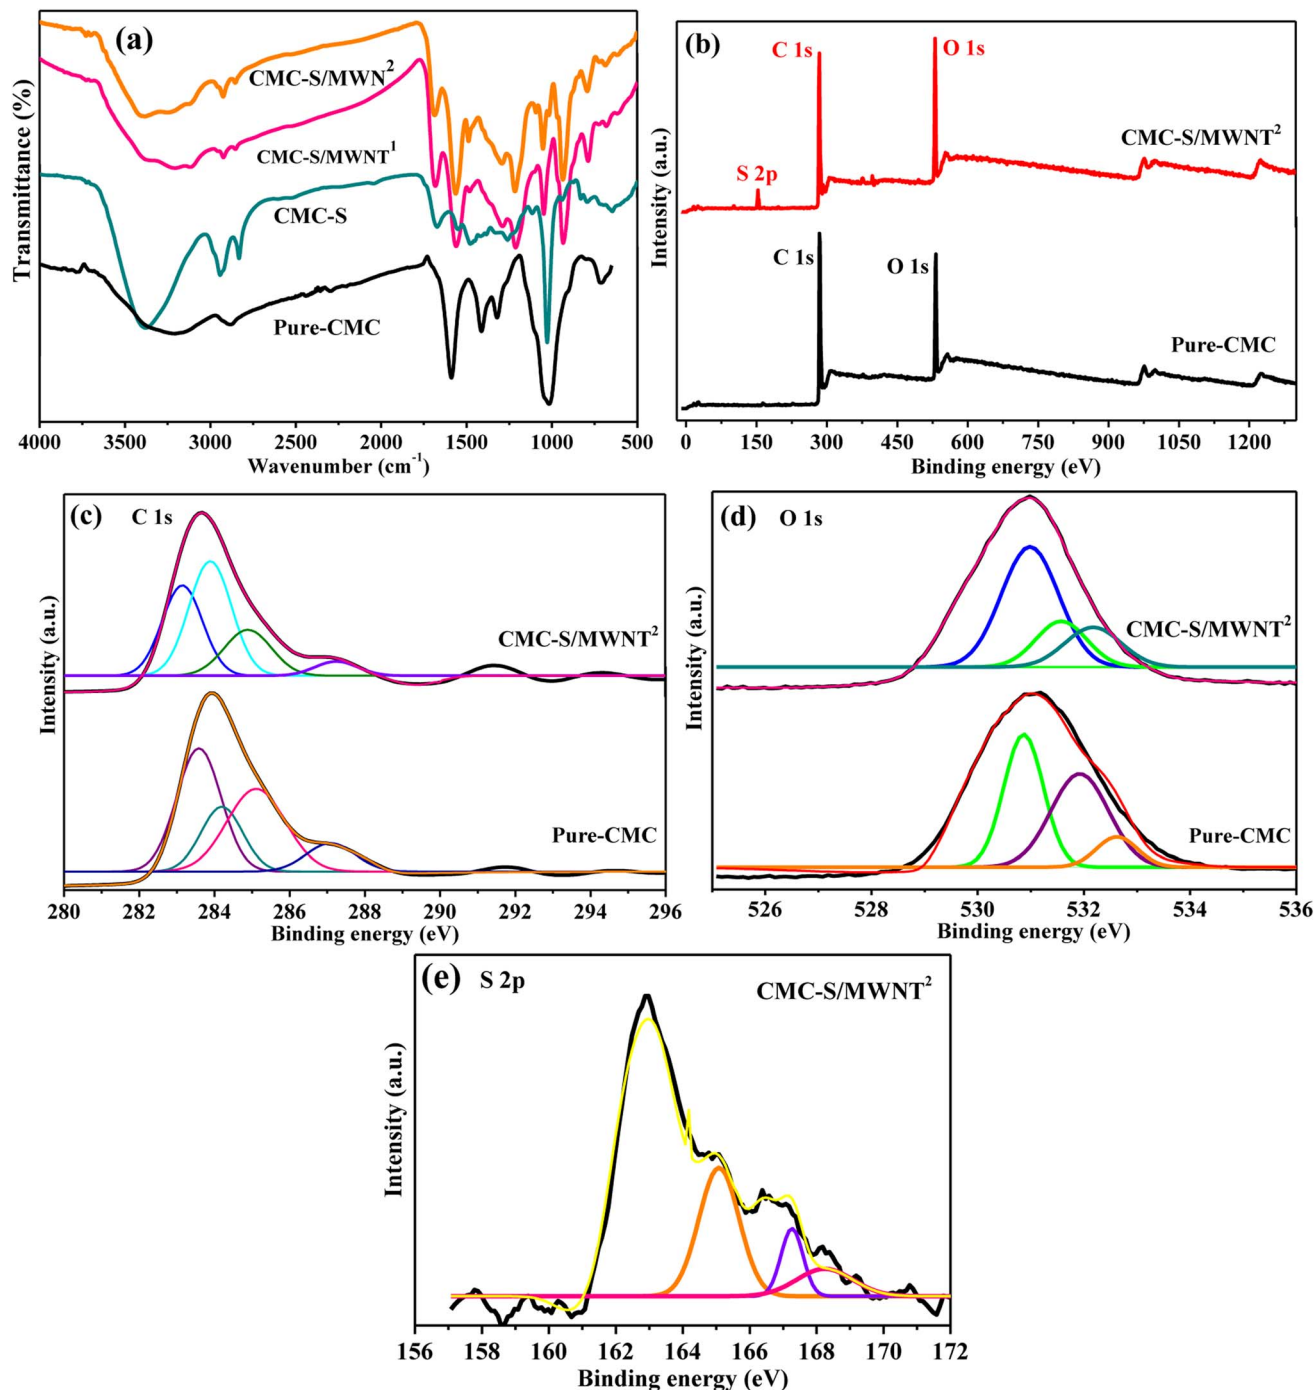 (a)
CMC-S/MWN²
CMC-S/MWNT¹
CMC-S
Pure-CMC
Transmittance (%)
4000 3500 3000 2500 2000 1500 1000 500
Wavenumber (cm⁻¹)
(b)
C 1s
O 1s
S 2p
CMC-S/MWNT²
C 1s
O 1s
Pure-CMC
Intensity (a.u.)
0 150 300 450 600 750 900 1050 1200
Binding energy (eV)
(c) C 1s
CMC-S/MWNT²
Pure-CMC
Intensity (a.u.)
280 282 284 286 288 290 292 294 296
Binding energy (eV)
(d) O 1s
CMC-S/MWNT²
Pure-CMC
Intensity (a.u.)
526 528 530 532 534 536
Binding energy (eV)
(e) S 2p
CMC-S/MWNT²
Intensity (a.u.)
156 158 160 162 164 166 168 170 172
Binding energy (eV)